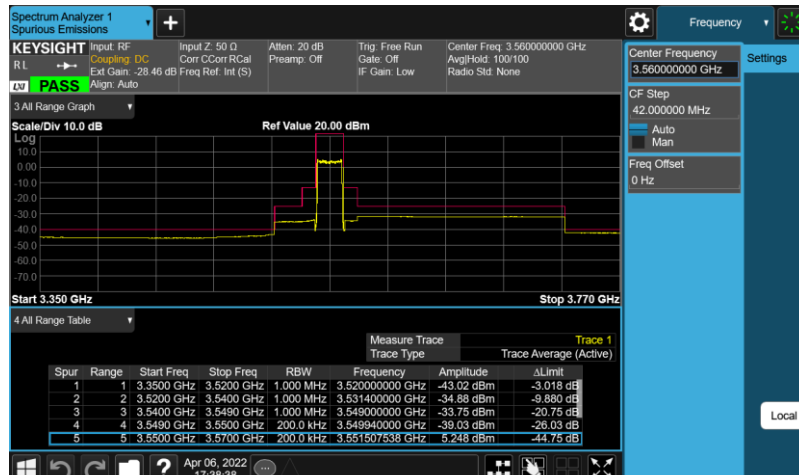 Spectrum Analyzer 1
Spurious Emissions
Frequency
KEYSIGHT Input: RF Input Z: 50 Ω Atten: 20 dB Trig: Free Run Center Freq: 3.560000000 GHz
RL Coupling: DC Corr CCorr RCal Preamp: Off Gate: Off Avg|Hold: 100/100
Ext Gain: -28.46 dB Freq Ref: Int (S) IF Gain: Low Radio Std: None
LXI PASS Align: Auto
Center Frequency
3.560000000 GHz
Settings
CF Step
42.000000 MHz
Auto
Man
Freq Offset
0 Hz
3 All Range Graph
Scale/Div 10.0 dB Ref Value 20.00 dBm
Log
10.0
0.00
-10.0
-20.0
-30.0
-40.0
-50.0
-60.0
-70.0
Start 3.350 GHz Stop 3.770 GHz
4 All Range Table
Measure Trace Trace 1
Trace Type Trace Average (Active)
Spur Range Start Freq Stop Freq RBW Frequency Amplitude ΔLimit
1 1 3.3500 GHz 3.5200 GHz 1.000 MHz 3.520000000 GHz -43.02 dBm -3.018 dB
2 2 3.5200 GHz 3.5400 GHz 1.000 MHz 3.531400000 GHz -34.88 dBm -9.880 dB
3 3 3.5400 GHz 3.5490 GHz 1.000 MHz 3.549000000 GHz -33.75 dBm -20.75 dB
4 4 3.5490 GHz 3.5500 GHz 200.0 kHz 3.549940000 GHz -39.03 dBm -26.03 dB
5 5 3.5500 GHz 3.5700 GHz 200.0 kHz 3.551507538 GHz 5.248 dBm -44.75 dB
Local
? Apr 06, 2022
17:38:38